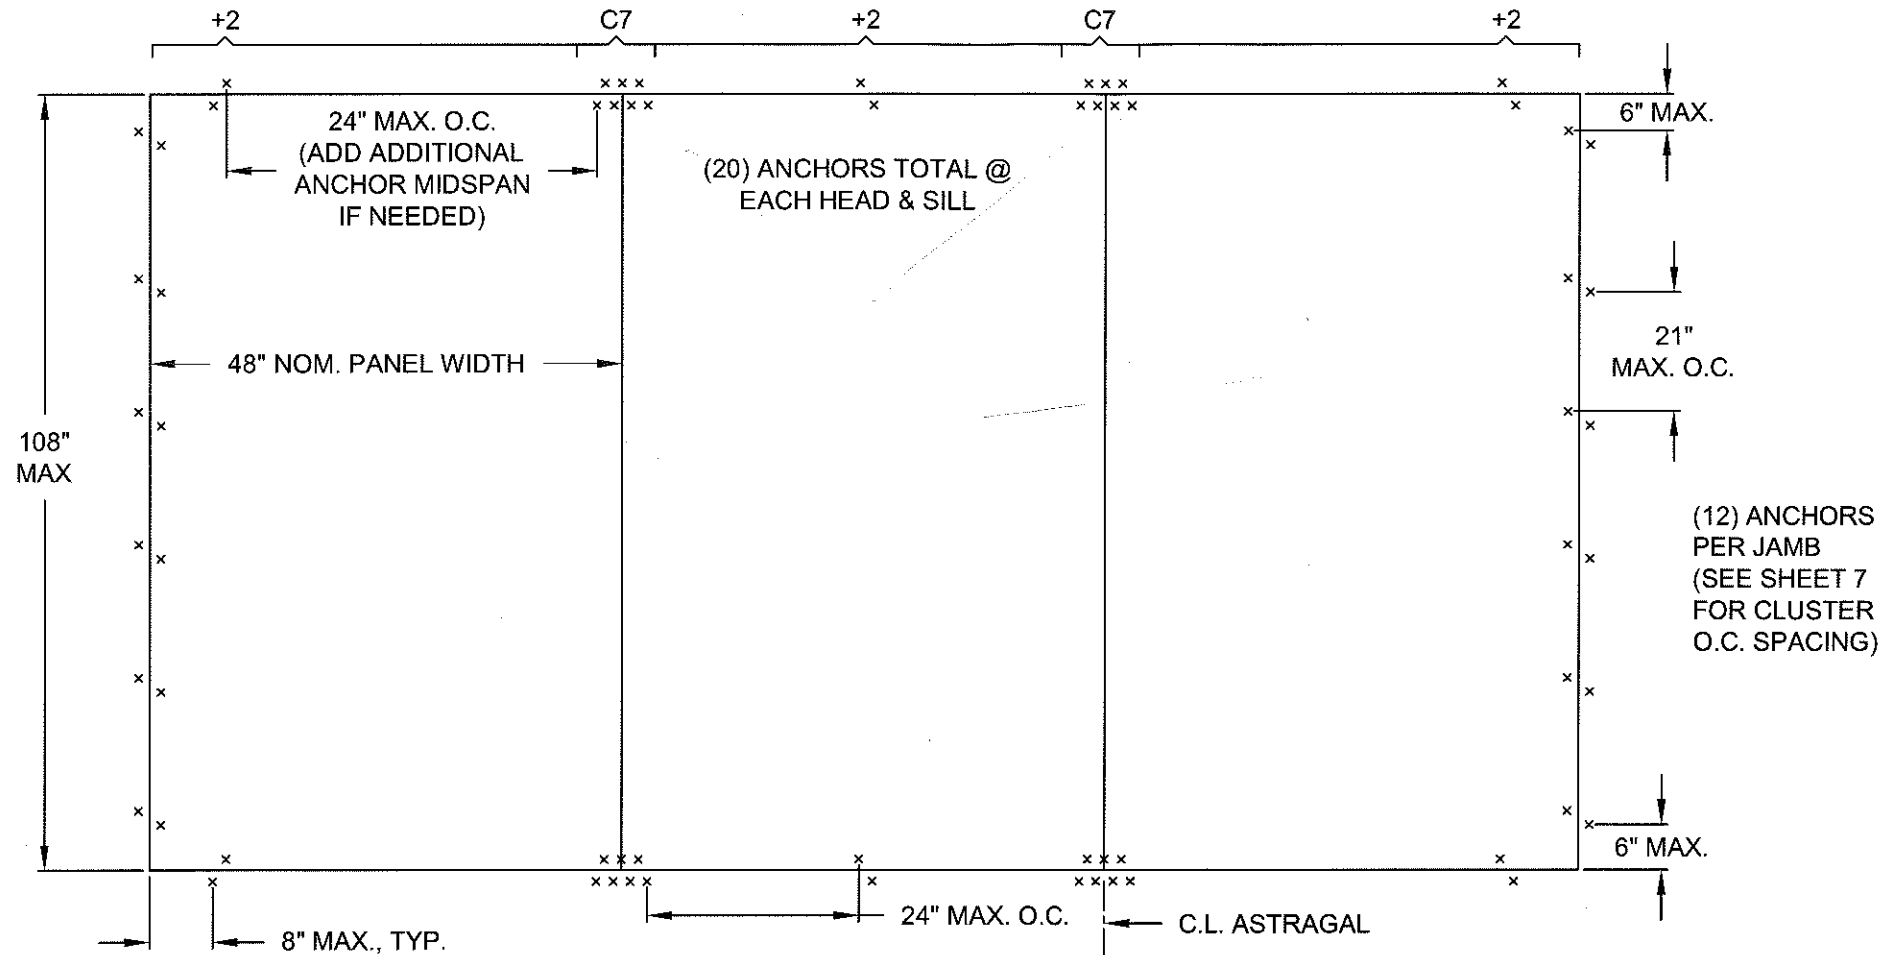 +2 C7 +2 C7 +2
6" MAX.
24" MAX. O.C.
(ADD ADDITIONAL
ANCHOR MIDSPAN
IF NEEDED)
(20) ANCHORS TOTAL @
EACH HEAD & SILL
21"
MAX. O.C.
48" NOM. PANEL WIDTH
108"
MAX
(12) ANCHORS
PER JAMB
(SEE SHEET 7
FOR CLUSTER
O.C. SPACING)
6" MAX.
24" MAX. O.C.
C.L. ASTRAGAL
8" MAX., TYP.